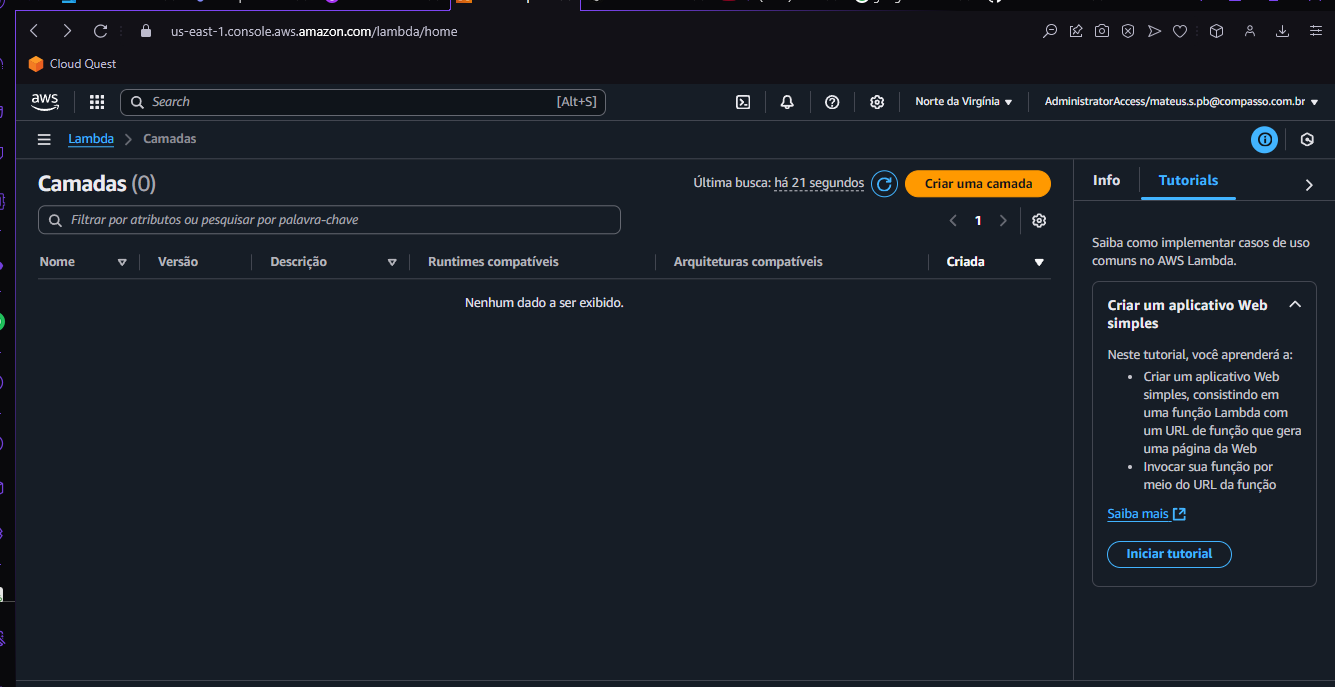 us-east-1.console.aws.amazon.com/lambda/home
Cloud Quest
aws
Search
[Alt+S]
Norte da Virgínia
AdministratorAccess/mateus.s.pb@compasso.com.br
Lambda
Camadas
Camadas (0)
Última busca: há 21 segundos
Criar uma camada
Filtrar por atributos ou pesquisar por palavra-chave
1
Nome
Versão
Descrição
Runtimes compatíveis
Arquiteturas compatíveis
Criada
Nenhum dado a ser exibido.
Info
Tutorials
Saiba como implementar casos de uso
comuns no AWS Lambda.
Criar um aplicativo Web
simples
Neste tutorial, você aprenderá a:
• Criar um aplicativo Web
simples, consistindo em
uma função Lambda com
um URL de função que gera
uma página da Web
• Invocar sua função por
meio do URL da função
Saiba mais
Iniciar tutorial